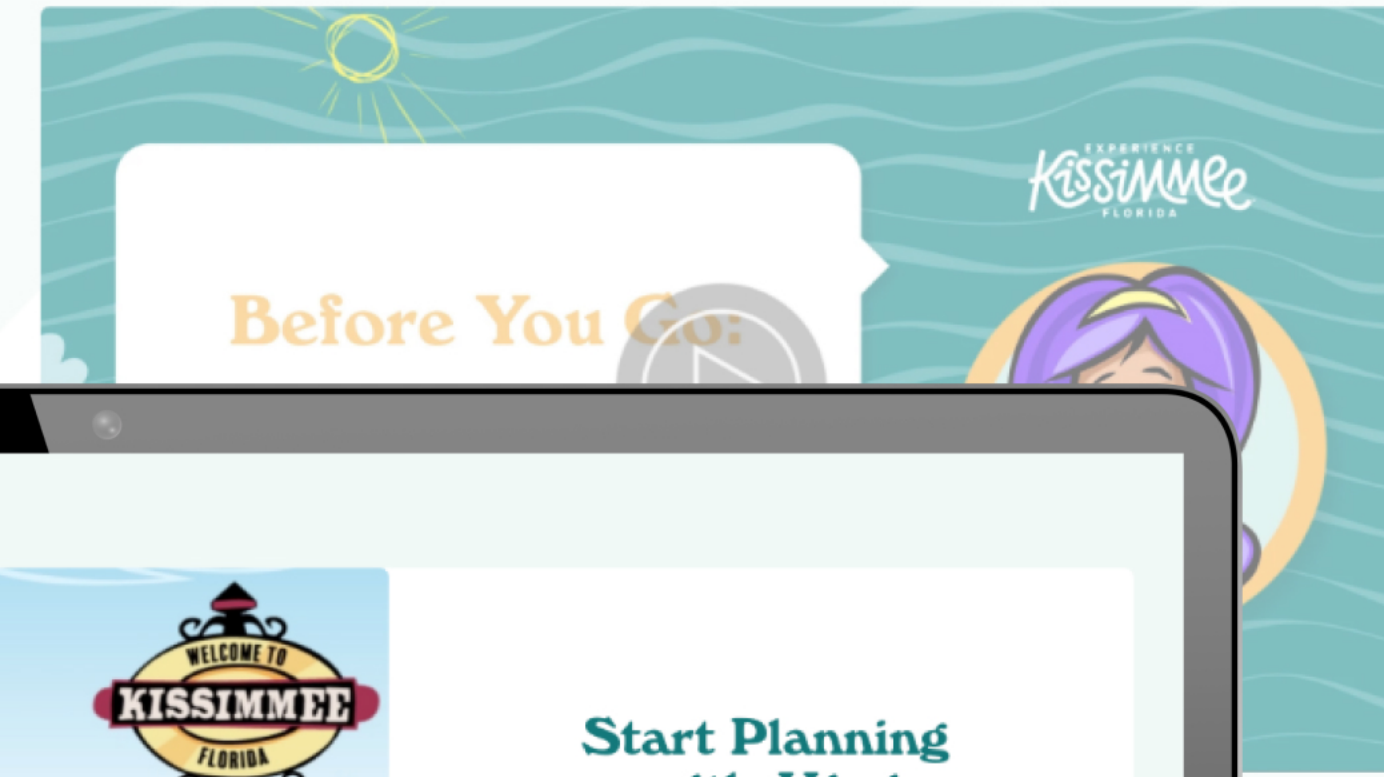 EXPERIENCE
Kissimmee
FLORIDA
Before You Go:
WELCOME TO
KISSIMMEE
FLORIDA
Start Planning